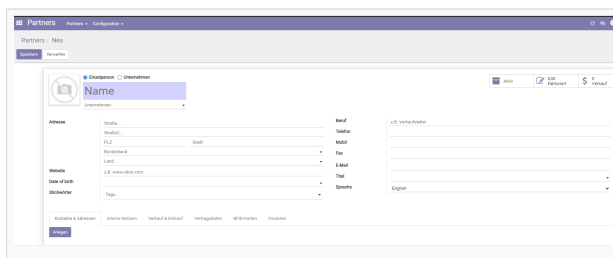 Partners Partners Configuration
Partners / Neu
Speichern Verwerfen
Einzelperson Unternehmen
Aktiv
0,00 Fakturiert
0 Verkauf
Name
Unternehmen
Adresse
Straße...
Straße2...
PLZ Stadt
Bundesland
Land
Website z.B. www.odoo.com
Date of birth
Stichwörter Tags...
Beruf z.B. Verkaufsleiter
Telefon
Mobil
Fax
E-Mail
Titel
Sprache English
Kontakte & Adressen Interne Notizen Verkauf & Einkauf Vertragsdaten RFID-Karten Finanzen
Anlegen